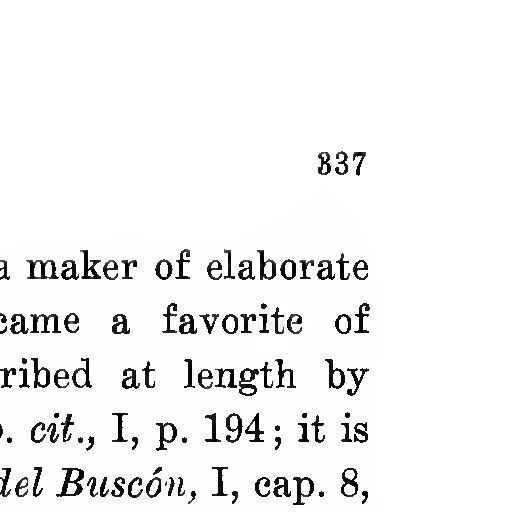 337
a maker of elaborate
came a favorite of
ribed at length by
. cit., I, p. 194; it is
del Buscón, I, cap. 8,